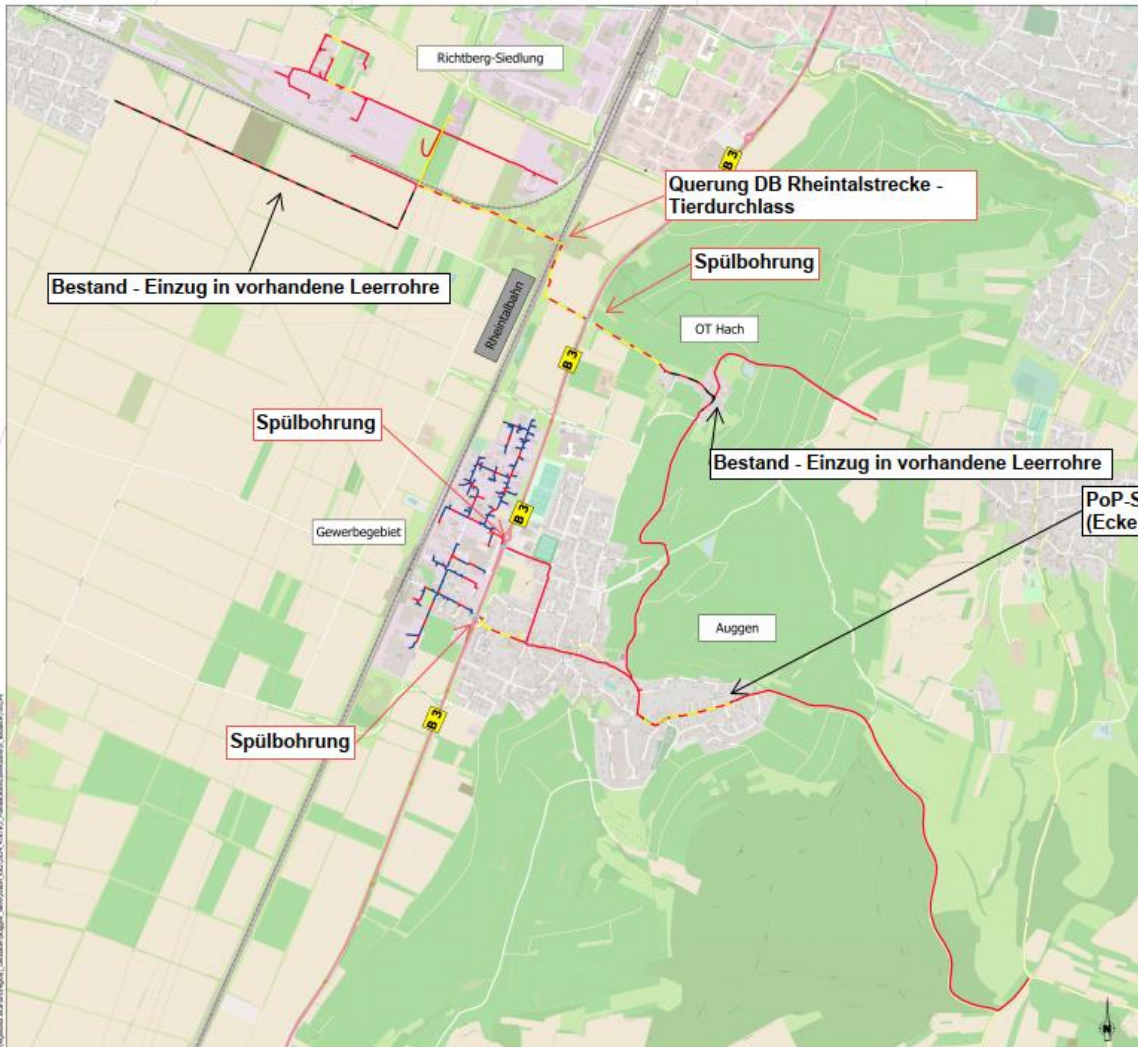 Richtberg-Siedlung
B 3
Querung DB Rheintalstrecke -
Tierdurchlass
Spülbohrung
Bestand - Einzug in vorhandene Leerrohre
Rheintalbahn
OT Hach
B 3
Spülbohrung
Bestand - Einzug in vorhandene Leerrohre
PoP-S
(Ecke
B 3
Gewerbegebiet
Auggen
B 3
Spülbohrung
N